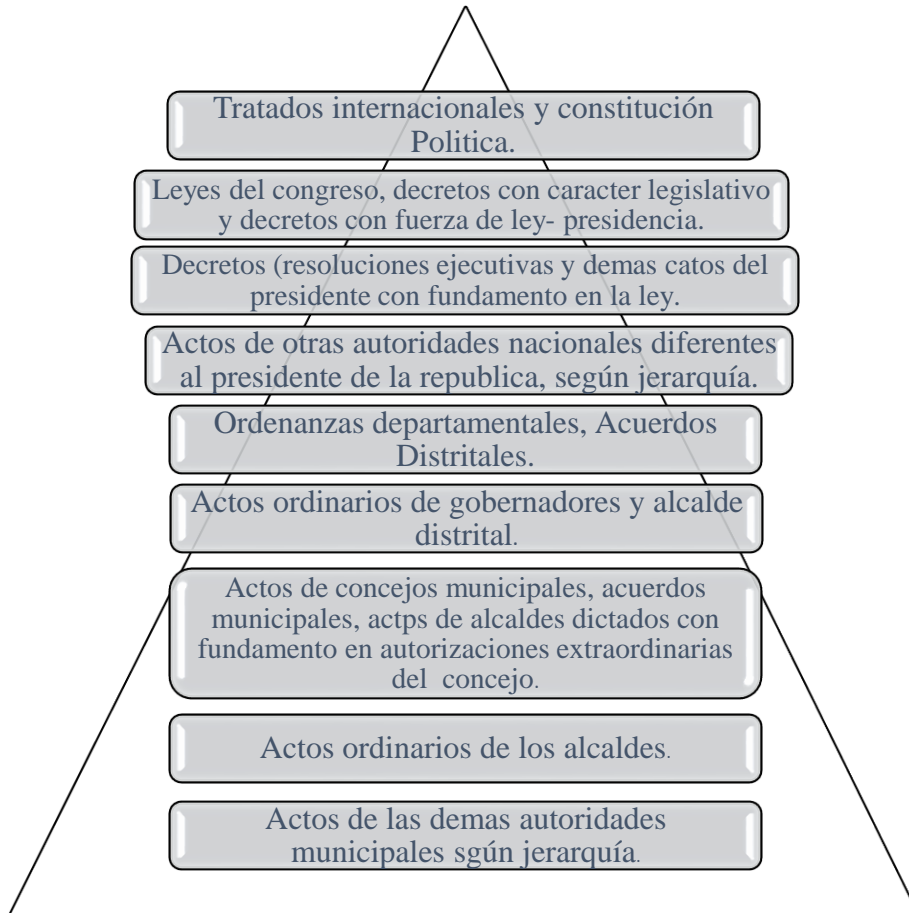 Tratados internacionales y constitución
Politica.
Leyes del congreso, decretos con caracter legislativo
y decretos con fuerza de ley- presidencia.
Decretos (resoluciones ejecutivas y demas catos del
presidente con fundamento en la ley.
Actos de otras autoridades nacionales diferentes
al presidente de la republica, según jerarquía.
Ordenanzas departamentales, Acuerdos
Distritales.
Actos ordinarios de gobernadores y alcalde
distrital.
Actos de concejos municipales, acuerdos
municipales, actps de alcaldes dictados con
fundamento en autorizaciones extraordinarias
del concejo.
Actos ordinarios de los alcaldes.
Actos de las demas autoridades
municipales sgún jerarquía.